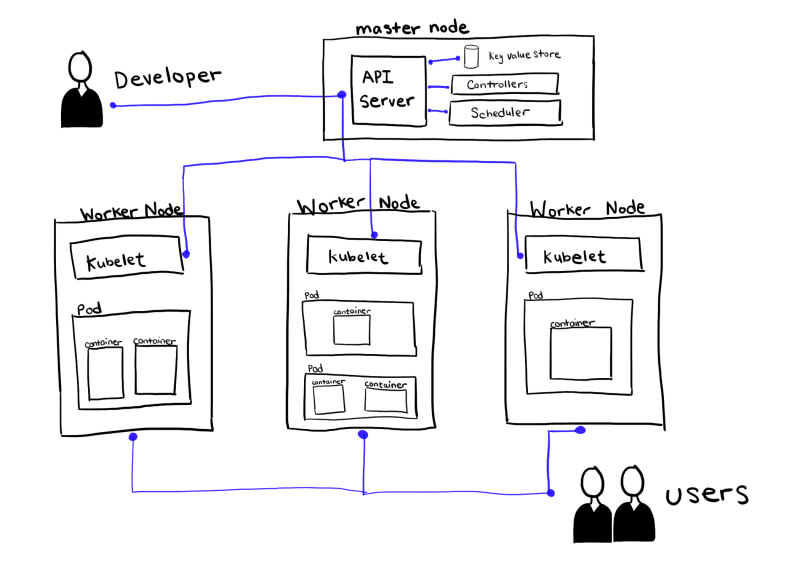 master node
Developer
API
Server
key value store
Controllers
Scheduler
Worker Node
Worker Node
Worker Node
Kubelet
kubelet
Kubelet
Pod
container
container
Pod
container
Pod
container
container
Pod
container
users